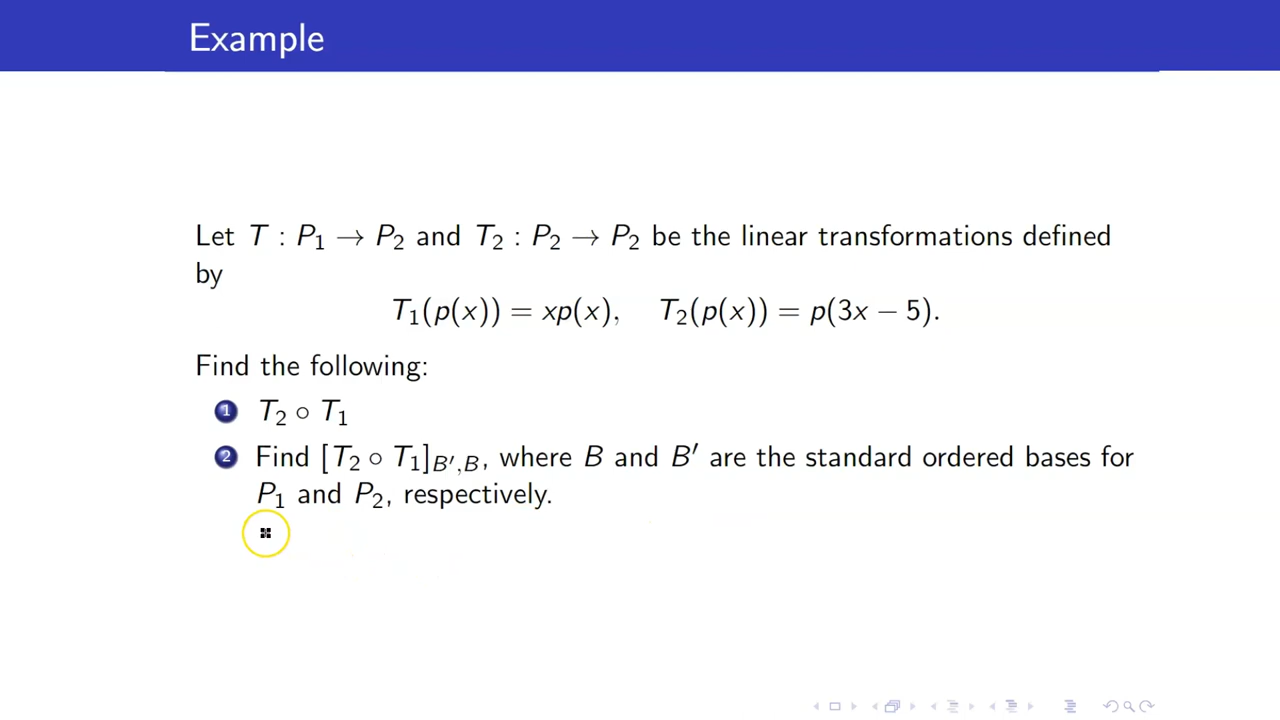 Example
Let T : P₁ → P₂ and T₂ : P₂ → P₂ be the linear transformations defined
by
T₁(p(x)) = xp(x),   T₂(p(x)) = p(3x − 5).
Find the following:
1 T₂ ∘ T₁
2 Find [T₂ ∘ T₁]_{B′,B}, where B and B′ are the standard ordered bases for
P₁ and P₂, respectively.